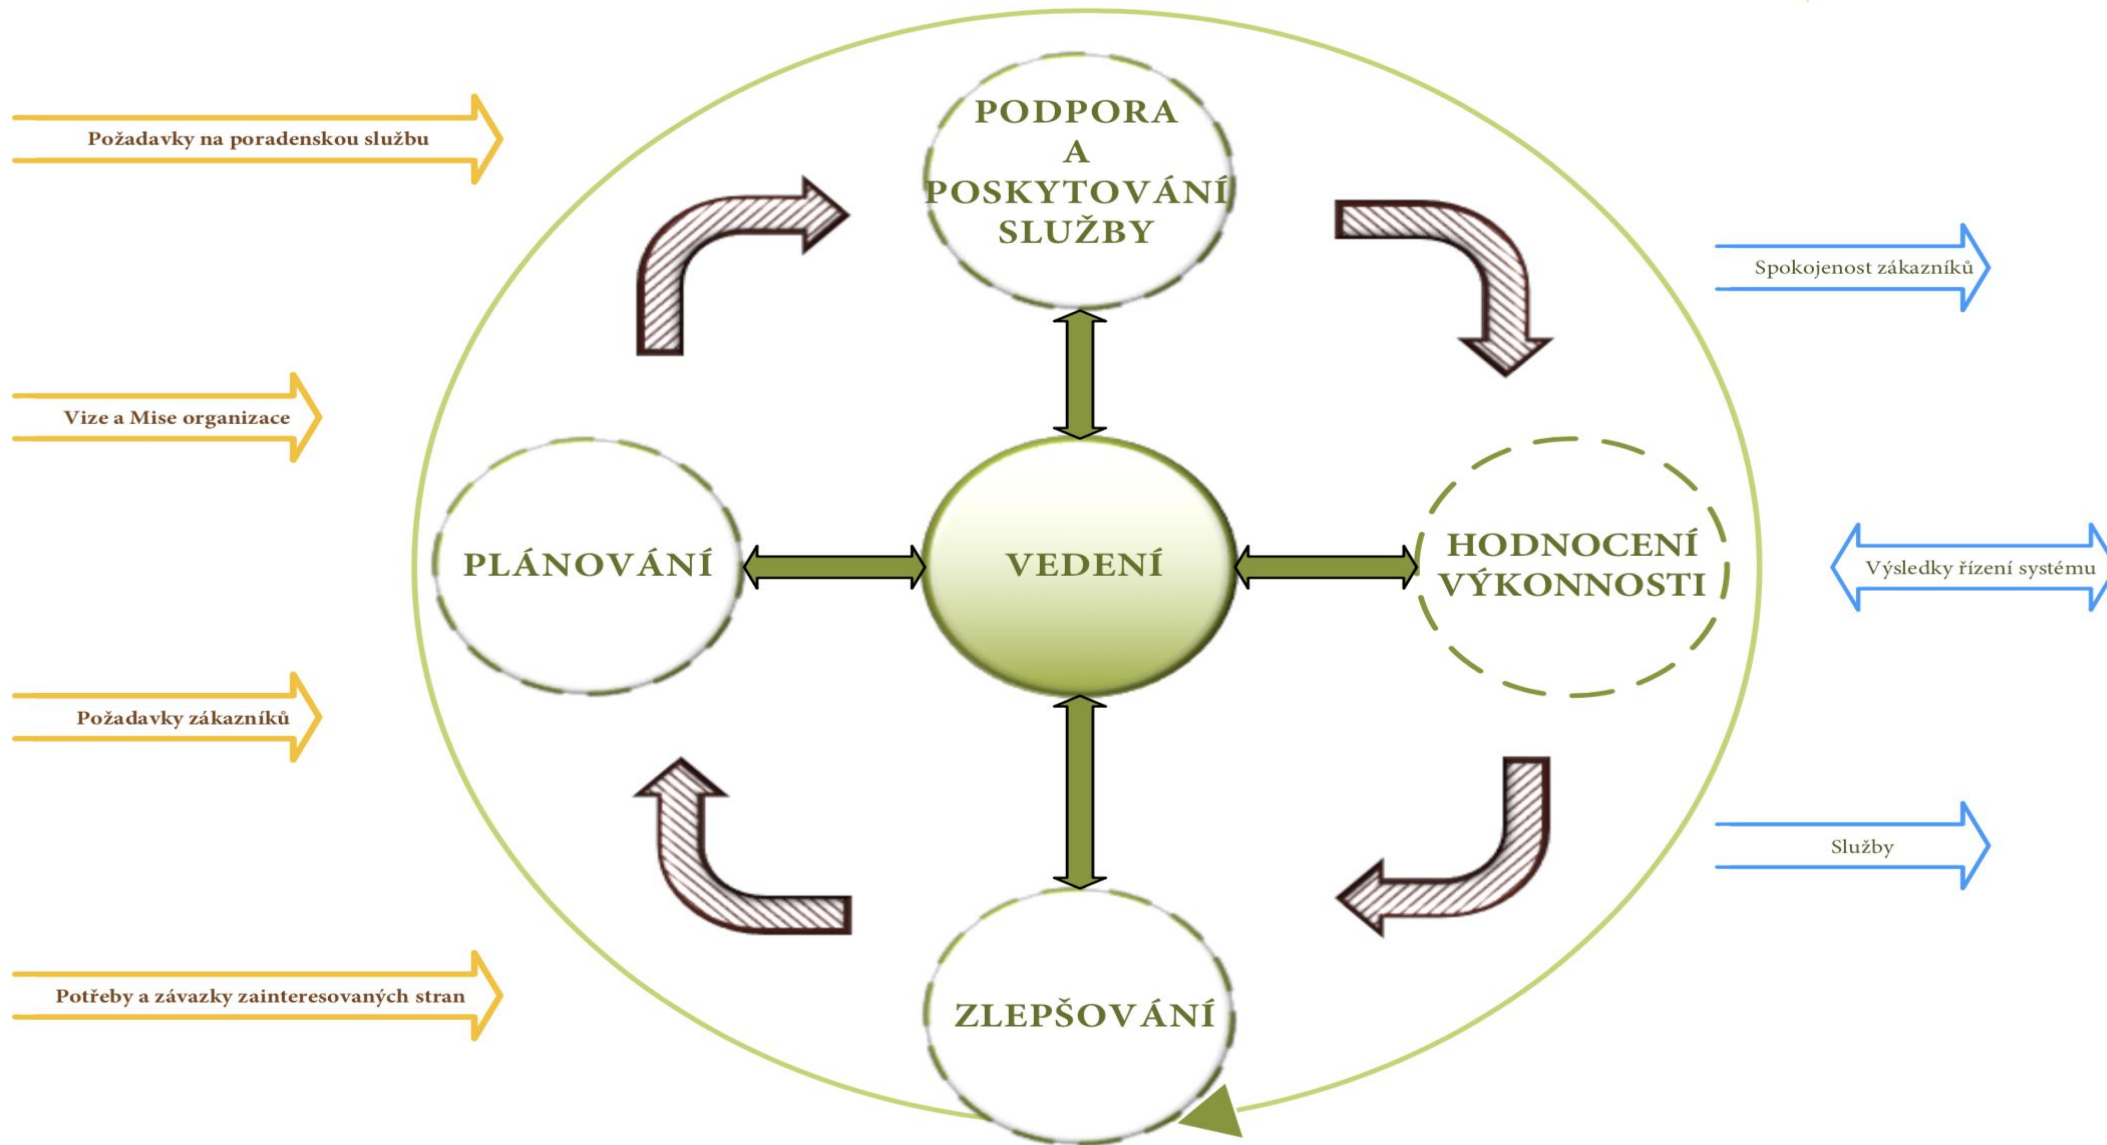 PODPORA
A
POSKYTOVÁNÍ
SLUŽBY
Požadavky na poradenskou službu
Spokojenost zákazníků
Vize a Mise organizace
PLÁNOVÁNÍ
VEDENÍ
HODNOCENÍ
VÝKONNOSTI
Výsledky řízení systému
Požadavky zákazníků
Služby
Potřeby a závazky zainteresovaných stran
ZLEPŠOVÁNÍ